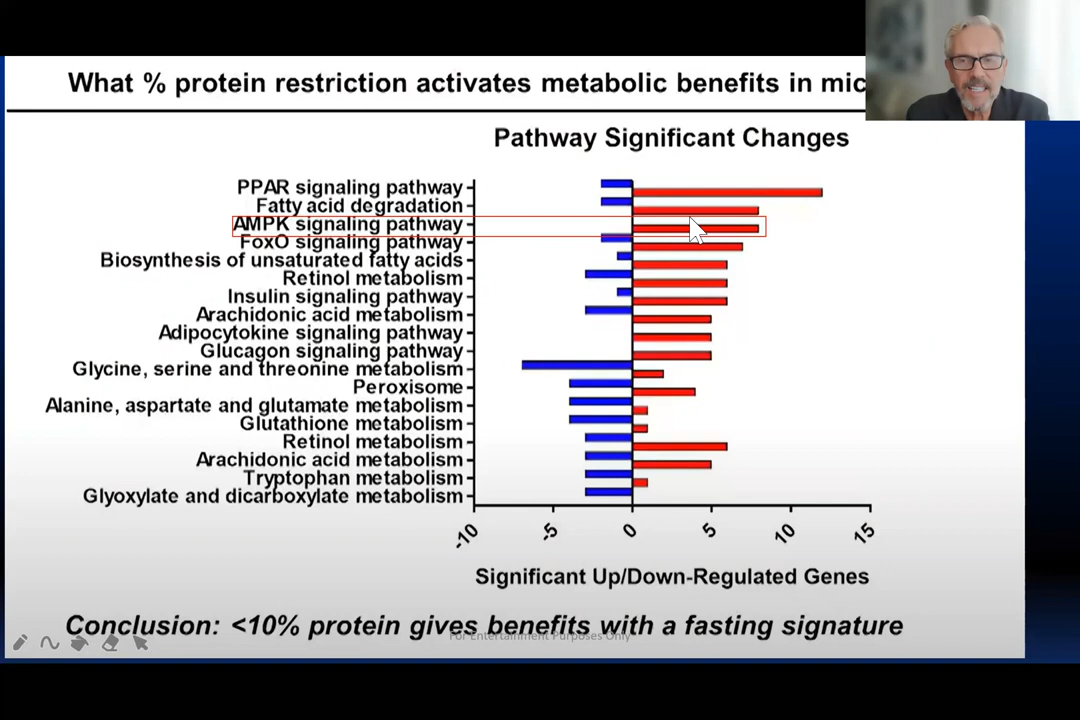 What % protein restriction activates metabolic benefits in mic
Pathway Significant Changes
PPAR signaling pathway
Fatty acid degradation
AMPK signaling pathway
FoxO signaling pathway
Biosynthesis of unsaturated fatty acids
Retinol metabolism
Insulin signaling pathway
Arachidonic acid metabolism
Adipocytokine signaling pathway
Glucagon signaling pathway
Glycine, serine and threonine metabolism
Peroxisome
Alanine, aspartate and glutamate metabolism
Glutathione metabolism
Retinol metabolism
Arachidonic acid metabolism
Tryptophan metabolism
Glyoxylate and dicarboxylate metabolism
-10 -5 0 5 10 15
Significant Up/Down-Regulated Genes
Conclusion: <10% protein gives benefits with a fasting signature
For Entertainment Purposes Only